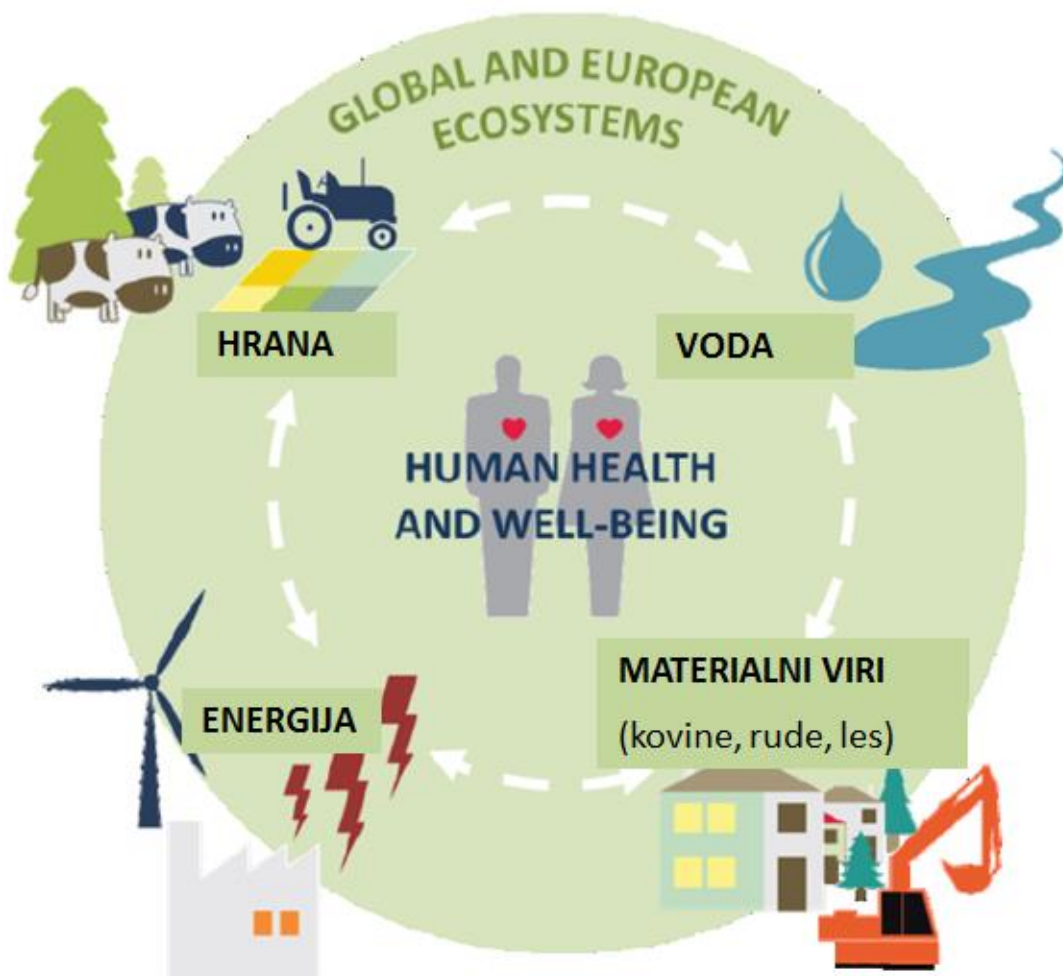 GLOBAL AND EUROPEAN
ECOSYSTEMS
HRANA
VODA
HUMAN HEALTH
AND WELL-BEING
ENERGIJA
MATERIALNI VIRI
(kovine, rude, les)